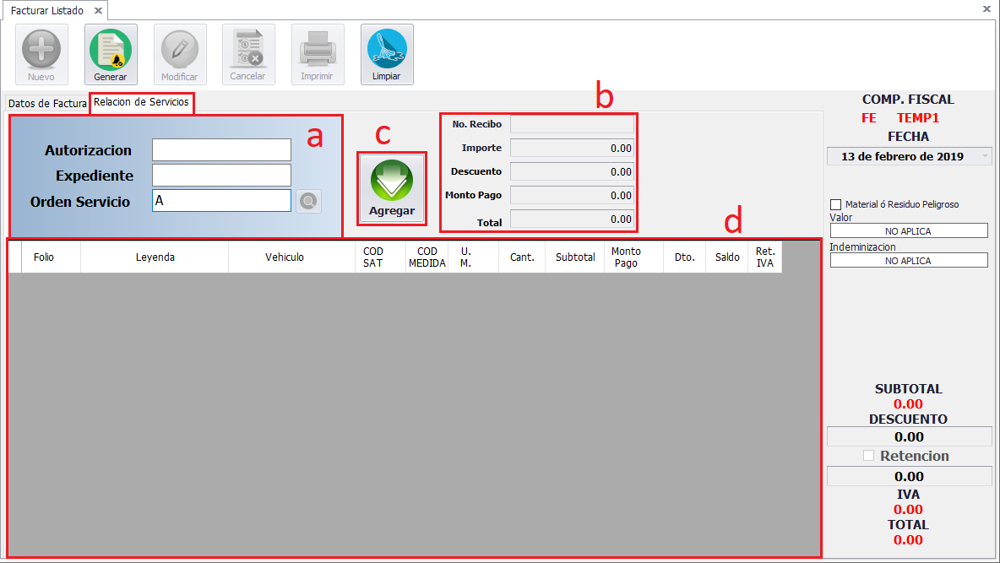 Facturar Listado
Nuevo
Generar
Modificar
Cancelar
Imprimir
Limpiar
Datos de Factura
Relacion de Servicios
a
Autorizacion
Expediente
Orden Servicio
A
c
Agregar
b
No. Recibo
Importe
0.00
Descuento
0.00
Monto Pago
0.00
Total
0.00
d
Folio
Leyenda
Vehiculo
COD
SAT
COD
MEDIDA
U.
M.
Cant.
Subtotal
Monto
Pago
Dto.
Saldo
Ret.
IVA
COMP. FISCAL
FE TEMP1
FECHA
13 de febrero de 2019
Material ó Residuo Peligroso
Valor
NO APLICA
Indeminizacion
NO APLICA
SUBTOTAL
0.00
DESCUENTO
0.00
Retencion
0.00
IVA
0.00
TOTAL
0.00